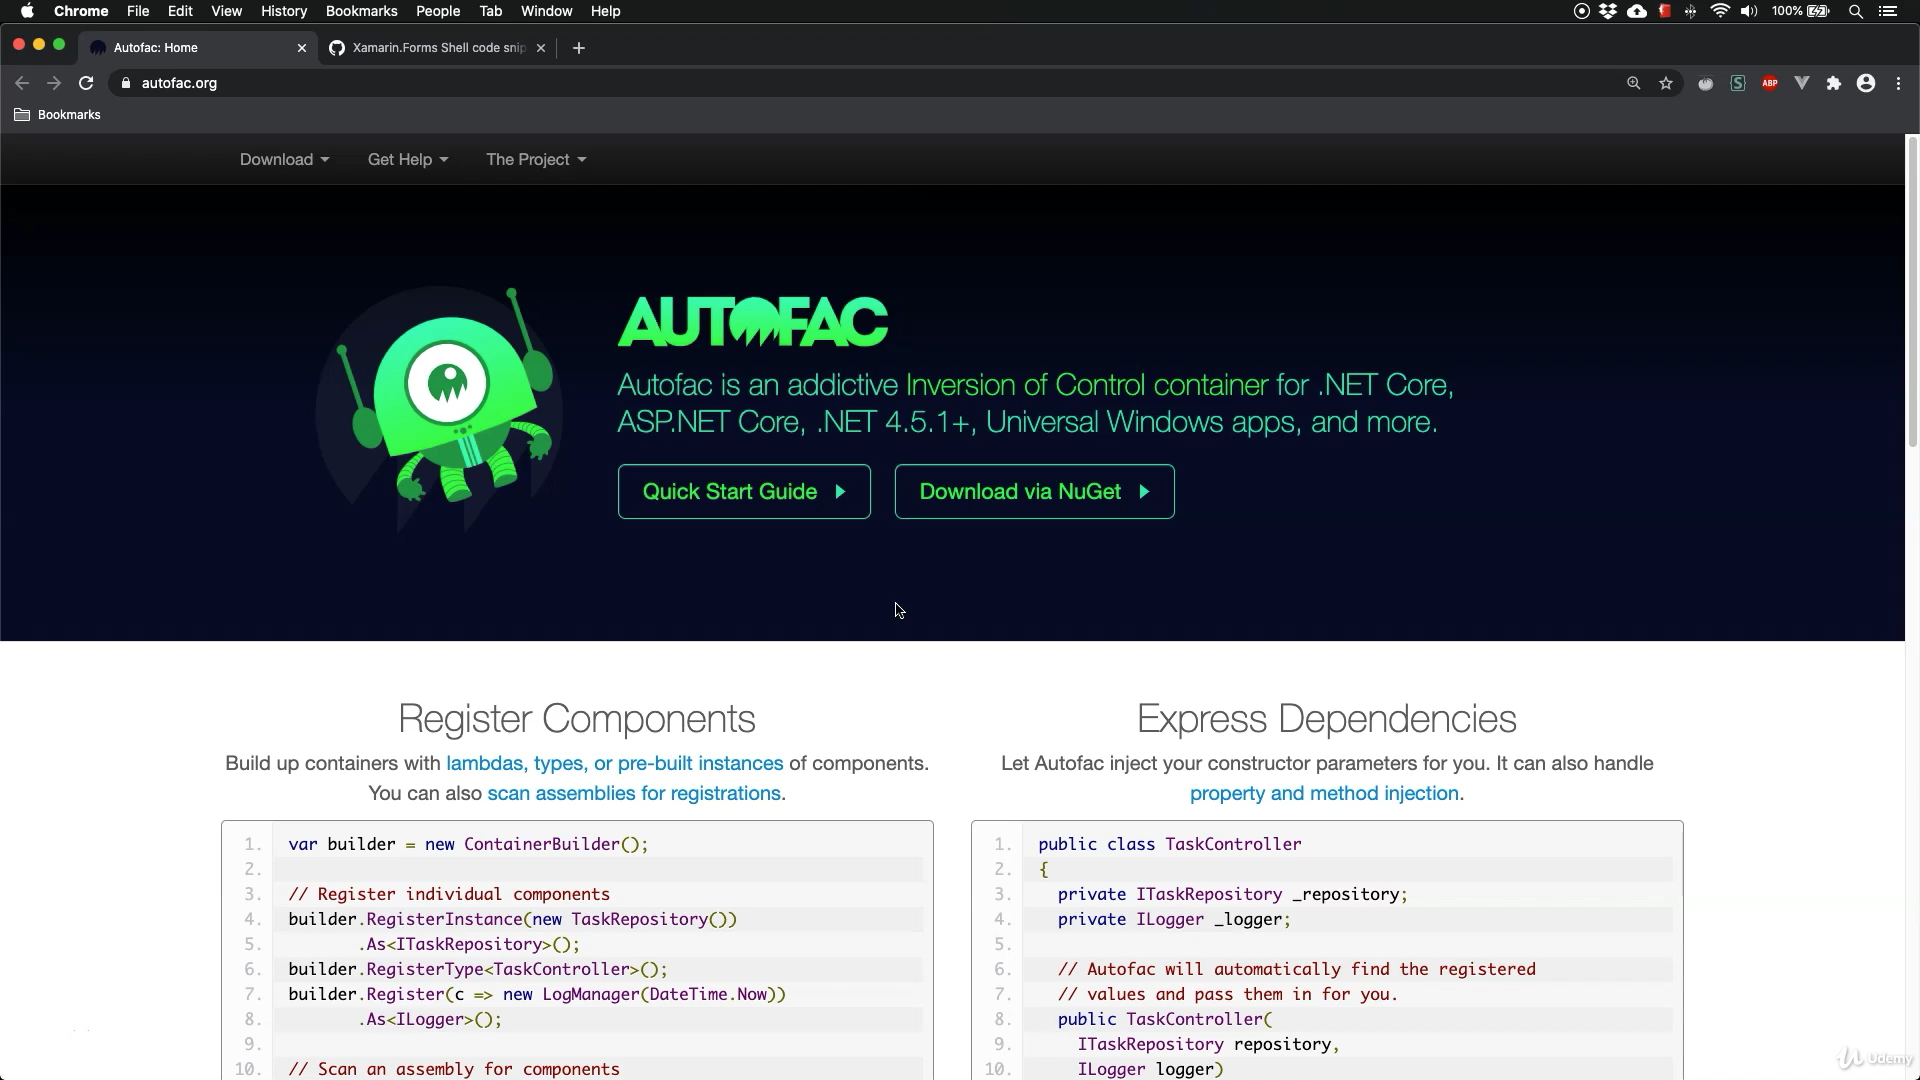 Chrome File Edit View History Bookmarks People Tab Window Help 100%
Autofac: Home Xamarin.Forms Shell code snip
autofac.org ABP
Bookmarks
Download Get Help The Project
AUTOFAC
Autofac is an addictive Inversion of Control container for .NET Core,
ASP.NET Core, .NET 4.5.1+, Universal Windows apps, and more.
Quick Start Guide Download via NuGet
Register Components
Build up containers with lambdas, types, or pre-built instances of components.
You can also scan assemblies for registrations.
1. var builder = new ContainerBuilder();
2.
3. // Register individual components
4. builder.RegisterInstance(new TaskRepository())
5. .As<ITaskRepository>();
6. builder.RegisterType<TaskController>();
7. builder.Register(c => new LogManager(DateTime.Now))
8. .As<ILogger>();
9.
10. // Scan an assembly for components
Express Dependencies
Let Autofac inject your constructor parameters for you. It can also handle
property and method injection.
1. public class TaskController
2. {
3. private ITaskRepository _repository;
4. private ILogger _logger;
5.
6. // Autofac will automatically find the registered
7. // values and pass them in for you.
8. public TaskController(
9. ITaskRepository repository,
10. ILogger logger)
Udemy